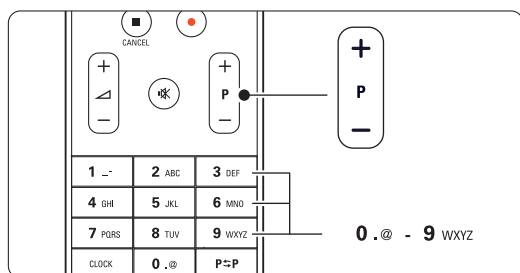 CANCEL
+ +
P
- -
+
P
-
1 _- 2 ABC 3 DEF
4 GHI 5 JKL 6 MNO
7 PQRS 8 TUV 9 WXYZ
CLOCK 0 .@ P⇆P
0 .@ - 9 WXYZ